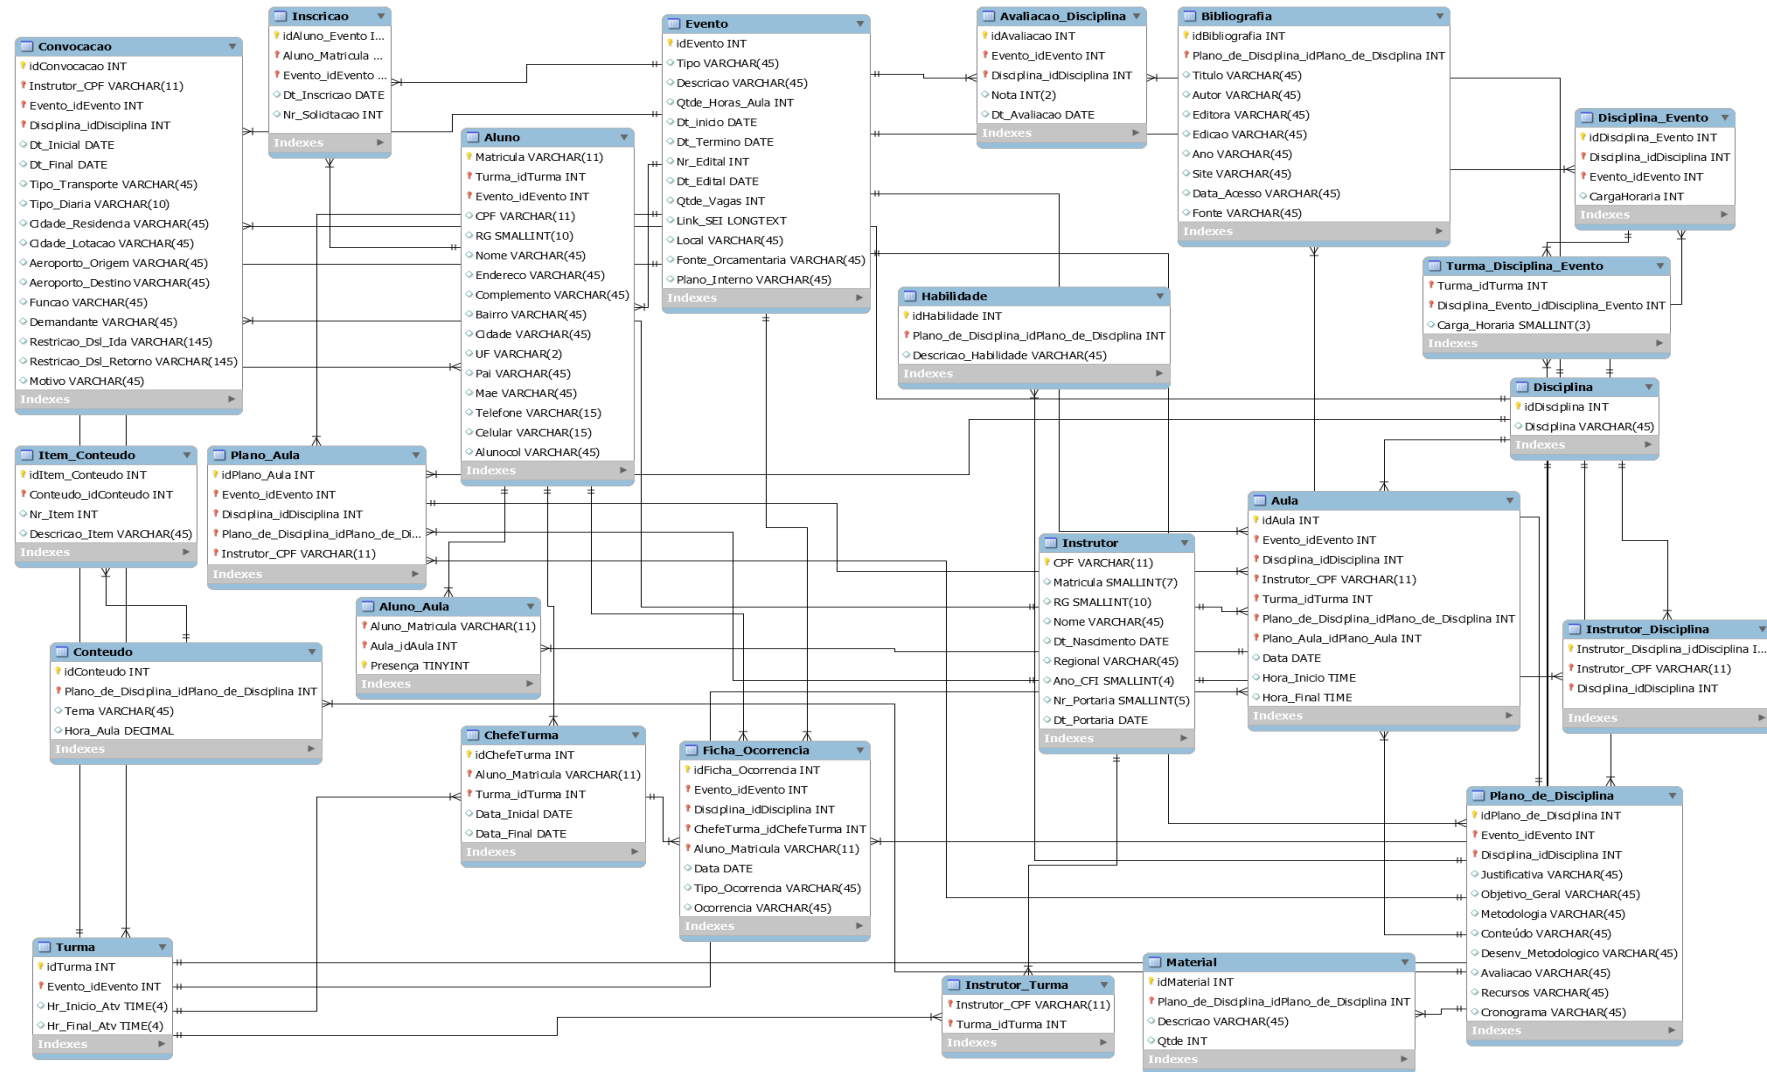 Convocacao
idConvocacao INT
Instrutor_CPF VARCHAR(11)
Evento_idEvento INT
Disciplina_idDisciplina INT
Dt_Inicial DATE
Dt_Final DATE
Tipo_Transporte VARCHAR(45)
Tipo_Diaria VARCHAR(10)
Cidade_Residencia VARCHAR(45)
Cidade_Lotacao VARCHAR(45)
Aeroporto_Origem VARCHAR(45)
Aeroporto_Destino VARCHAR(45)
Funcao VARCHAR(45)
Demandante VARCHAR(45)
Restricao_Dsl_Ida VARCHAR(145)
Restricao_Dsl_Retorno VARCHAR(145)
Motivo VARCHAR(45)
Indexes
Inscricao
idAluno_Evento I...
Aluno_Matricula ...
Evento_idEvento ...
Dt_Inscricao DATE
Nr_Solicitacao INT
Indexes
Evento
idEvento INT
Tipo VARCHAR(45)
Descricao VARCHAR(45)
Qtde_Horas_Aula INT
Dt_inicio DATE
Dt_Termino DATE
Nr_Edital INT
Dt_Edital DATE
Qtde_Vagas INT
Link_SEI LONGTEXT
Local VARCHAR(45)
Fonte_Orcamentaria VARCHAR(45)
Plano_Interno VARCHAR(45)
Indexes
Avaliacao_Disciplina
idAvaliacao INT
Evento_idEvento INT
Disciplina_idDisciplina INT
Nota INT(2)
Dt_Avaliacao DATE
Indexes
Bibliografia
idBibliografia INT
Plano_de_Disciplina_idPlano_de_Disciplina INT
Titulo VARCHAR(45)
Autor VARCHAR(45)
Editora VARCHAR(45)
Edicao VARCHAR(45)
Ano VARCHAR(45)
Site VARCHAR(45)
Data_Acesso VARCHAR(45)
Fonte VARCHAR(45)
Indexes
Disciplina_Evento
idDisciplina_Evento INT
Disciplina_idDisciplina INT
Evento_idEvento INT
CargaHoraria INT
Indexes
Aluno
Matricula VARCHAR(11)
Turma_idTurma INT
Evento_idEvento INT
CPF VARCHAR(11)
RG SMALLINT(10)
Nome VARCHAR(45)
Endereco VARCHAR(45)
Complemento VARCHAR(45)
Bairro VARCHAR(45)
Cidade VARCHAR(45)
UF VARCHAR(2)
Pai VARCHAR(45)
Mae VARCHAR(45)
Telefone VARCHAR(15)
Celular VARCHAR(15)
Alunocol VARCHAR(45)
Indexes
Turma_Disciplina_Evento
Turma_idTurma INT
Disciplina_Evento_idDisciplina_Evento INT
Carga_Horaria SMALLINT(3)
Indexes
Habilidade
idHabilidade INT
Plano_de_Disciplina_idPlano_de_Disciplina INT
Descricao_Habilidade VARCHAR(45)
Indexes
Disciplina
idDisciplina INT
Disciplina VARCHAR(45)
Indexes
Item_Conteudo
idItem_Conteudo INT
Conteudo_idConteudo INT
Nr_Item INT
Descricao_Item VARCHAR(45)
Indexes
Plano_Aula
idPlano_Aula INT
Evento_idEvento INT
Disciplina_idDisciplina INT
Plano_de_Disciplina_idPlano_de_Di...
Instrutor_CPF VARCHAR(11)
Indexes
Aula
idAula INT
Evento_idEvento INT
Disciplina_idDisciplina INT
Instrutor_CPF VARCHAR(11)
Turma_idTurma INT
Plano_de_Disciplina_idPlano_de_Disciplina INT
Plano_Aula_idPlano_Aula INT
Data DATE
Hora_Inicio TIME
Hora_Final TIME
Indexes
Instrutor
CPF VARCHAR(11)
Matricula SMALLINT(7)
RG SMALLINT(10)
Nome VARCHAR(45)
Dt_Nascimento DATE
Regional VARCHAR(45)
Ano_CFI SMALLINT(4)
Nr_Portaria SMALLINT(5)
Dt_Portaria DATE
Indexes
Aluno_Aula
Aluno_Matricula VARCHAR(11)
Aula_idAula INT
Presença TINYINT
Indexes
Instrutor_Disciplina
Instrutor_Disciplina_idDisciplina I...
Instrutor_CPF VARCHAR(11)
Disciplina_idDisciplina INT
Indexes
Conteudo
idConteudo INT
Plano_de_Disciplina_idPlano_de_Disciplina INT
Tema VARCHAR(45)
Hora_Aula DECIMAL
Indexes
ChefeTurma
idChefeTurma INT
Aluno_Matricula VARCHAR(11)
Turma_idTurma INT
Data_Inicial DATE
Data_Final DATE
Indexes
Ficha_Ocorrencia
idFicha_Ocorrencia INT
Evento_idEvento INT
Disciplina_idDisciplina INT
ChefeTurma_idChefeTurma INT
Aluno_Matricula VARCHAR(11)
Data DATE
Tipo_Ocorrencia VARCHAR(45)
Ocorrencia VARCHAR(45)
Indexes
Plano_de_Disciplina
idPlano_de_Disciplina INT
Evento_idEvento INT
Disciplina_idDisciplina INT
Justificativa VARCHAR(45)
Objetivo_Geral VARCHAR(45)
Metodologia VARCHAR(45)
Conteúdo VARCHAR(45)
Desenv_Metodologico VARCHAR(45)
Avaliacao VARCHAR(45)
Recursos VARCHAR(45)
Cronograma VARCHAR(45)
Indexes
Turma
idTurma INT
Evento_idEvento INT
Hr_Inicio_Atv TIME(4)
Hr_Final_Atv TIME(4)
Indexes
Instrutor_Turma
Instrutor_CPF VARCHAR(11)
Turma_idTurma INT
Indexes
Material
idMaterial INT
Plano_de_Disciplina_idPlano_de_Disciplina INT
Descricao VARCHAR(45)
Qtde INT
Indexes